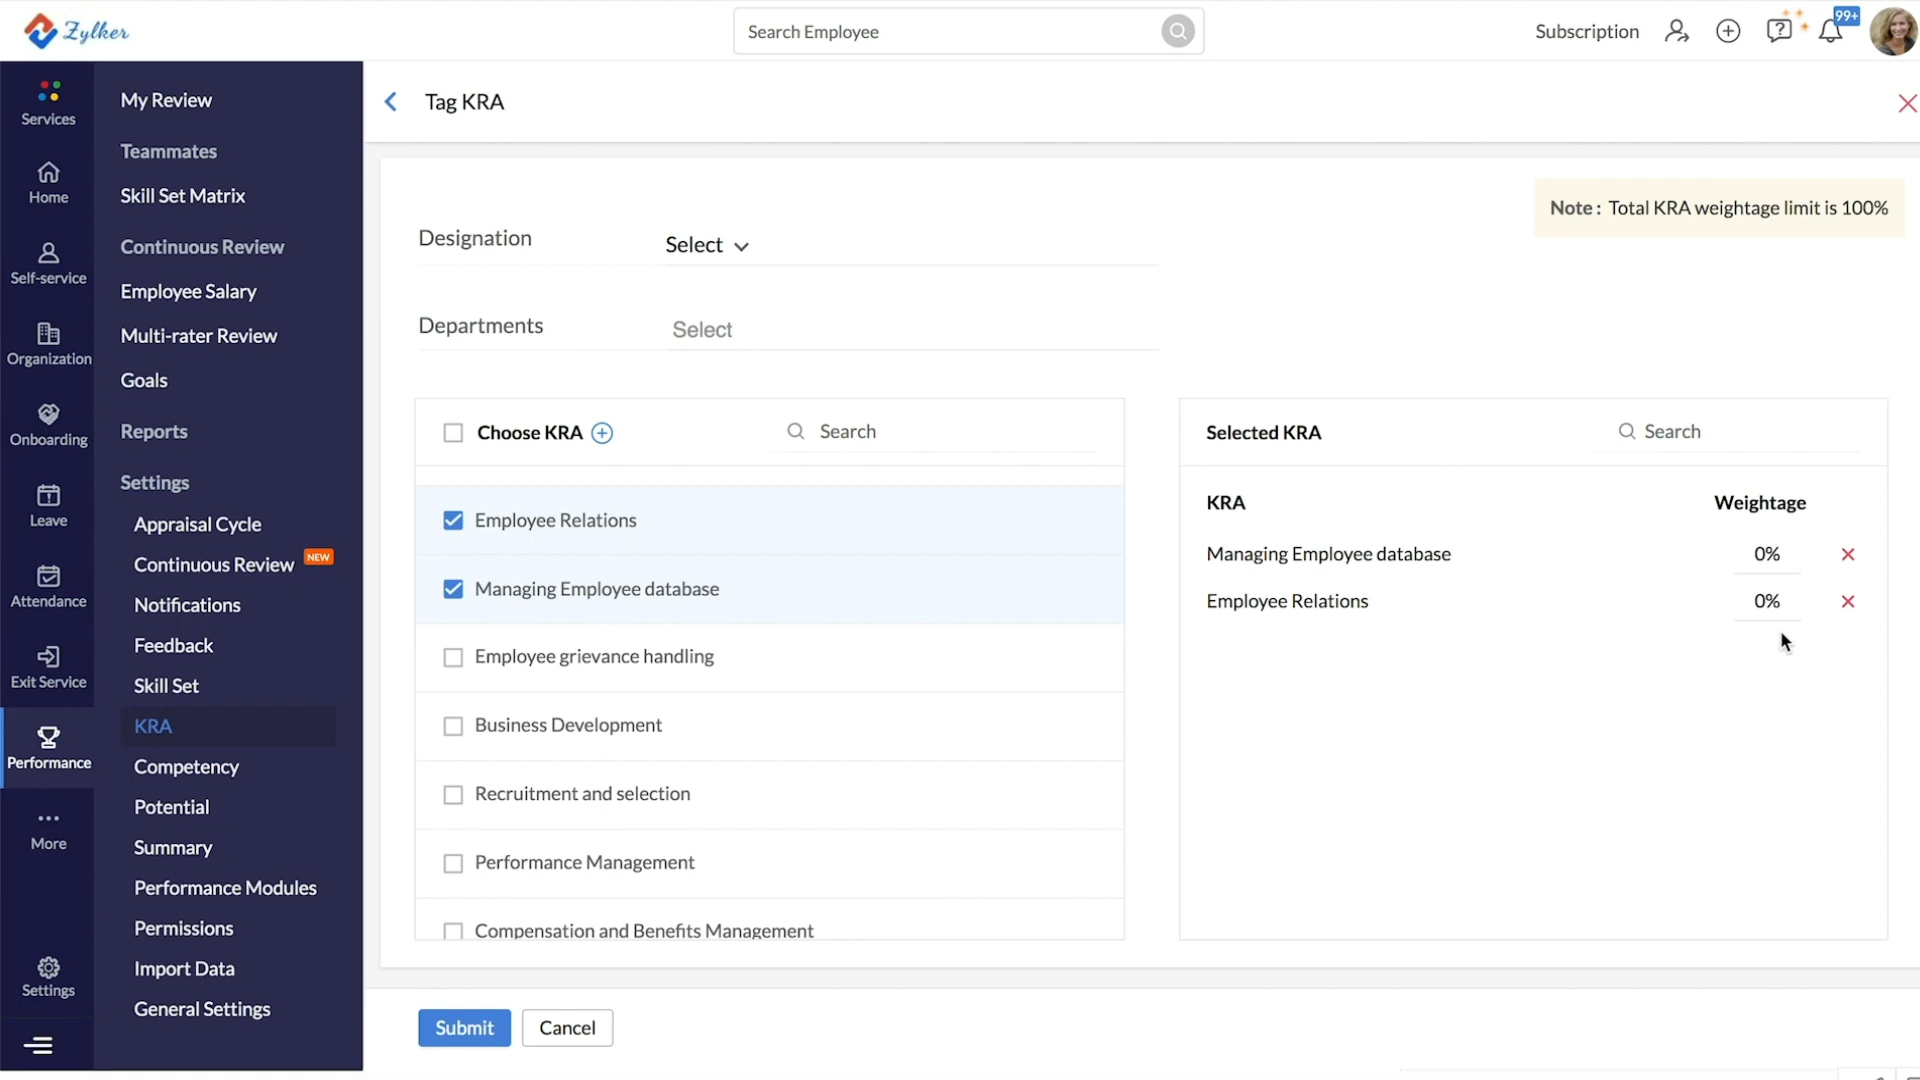 Zylker
Search Employee
Subscription
99+
Services
Home
Self-service
Organization
Onboarding
Leave
Attendance
Exit Service
Performance
More
Settings
My Review
Teammates
Skill Set Matrix
Continuous Review
Employee Salary
Multi-rater Review
Goals
Reports
Settings
Appraisal Cycle
Continuous Review NEW
Notifications
Feedback
Skill Set
KRA
Competency
Potential
Summary
Performance Modules
Permissions
Import Data
General Settings
Tag KRA
Note : Total KRA weightage limit is 100%
Designation Select
Departments Select
Choose KRA Search
Employee Relations
Managing Employee database
Employee grievance handling
Business Development
Recruitment and selection
Performance Management
Compensation and Benefits Management
Selected KRA Search
KRA Weightage
Managing Employee database 0%
Employee Relations 0%
Submit Cancel